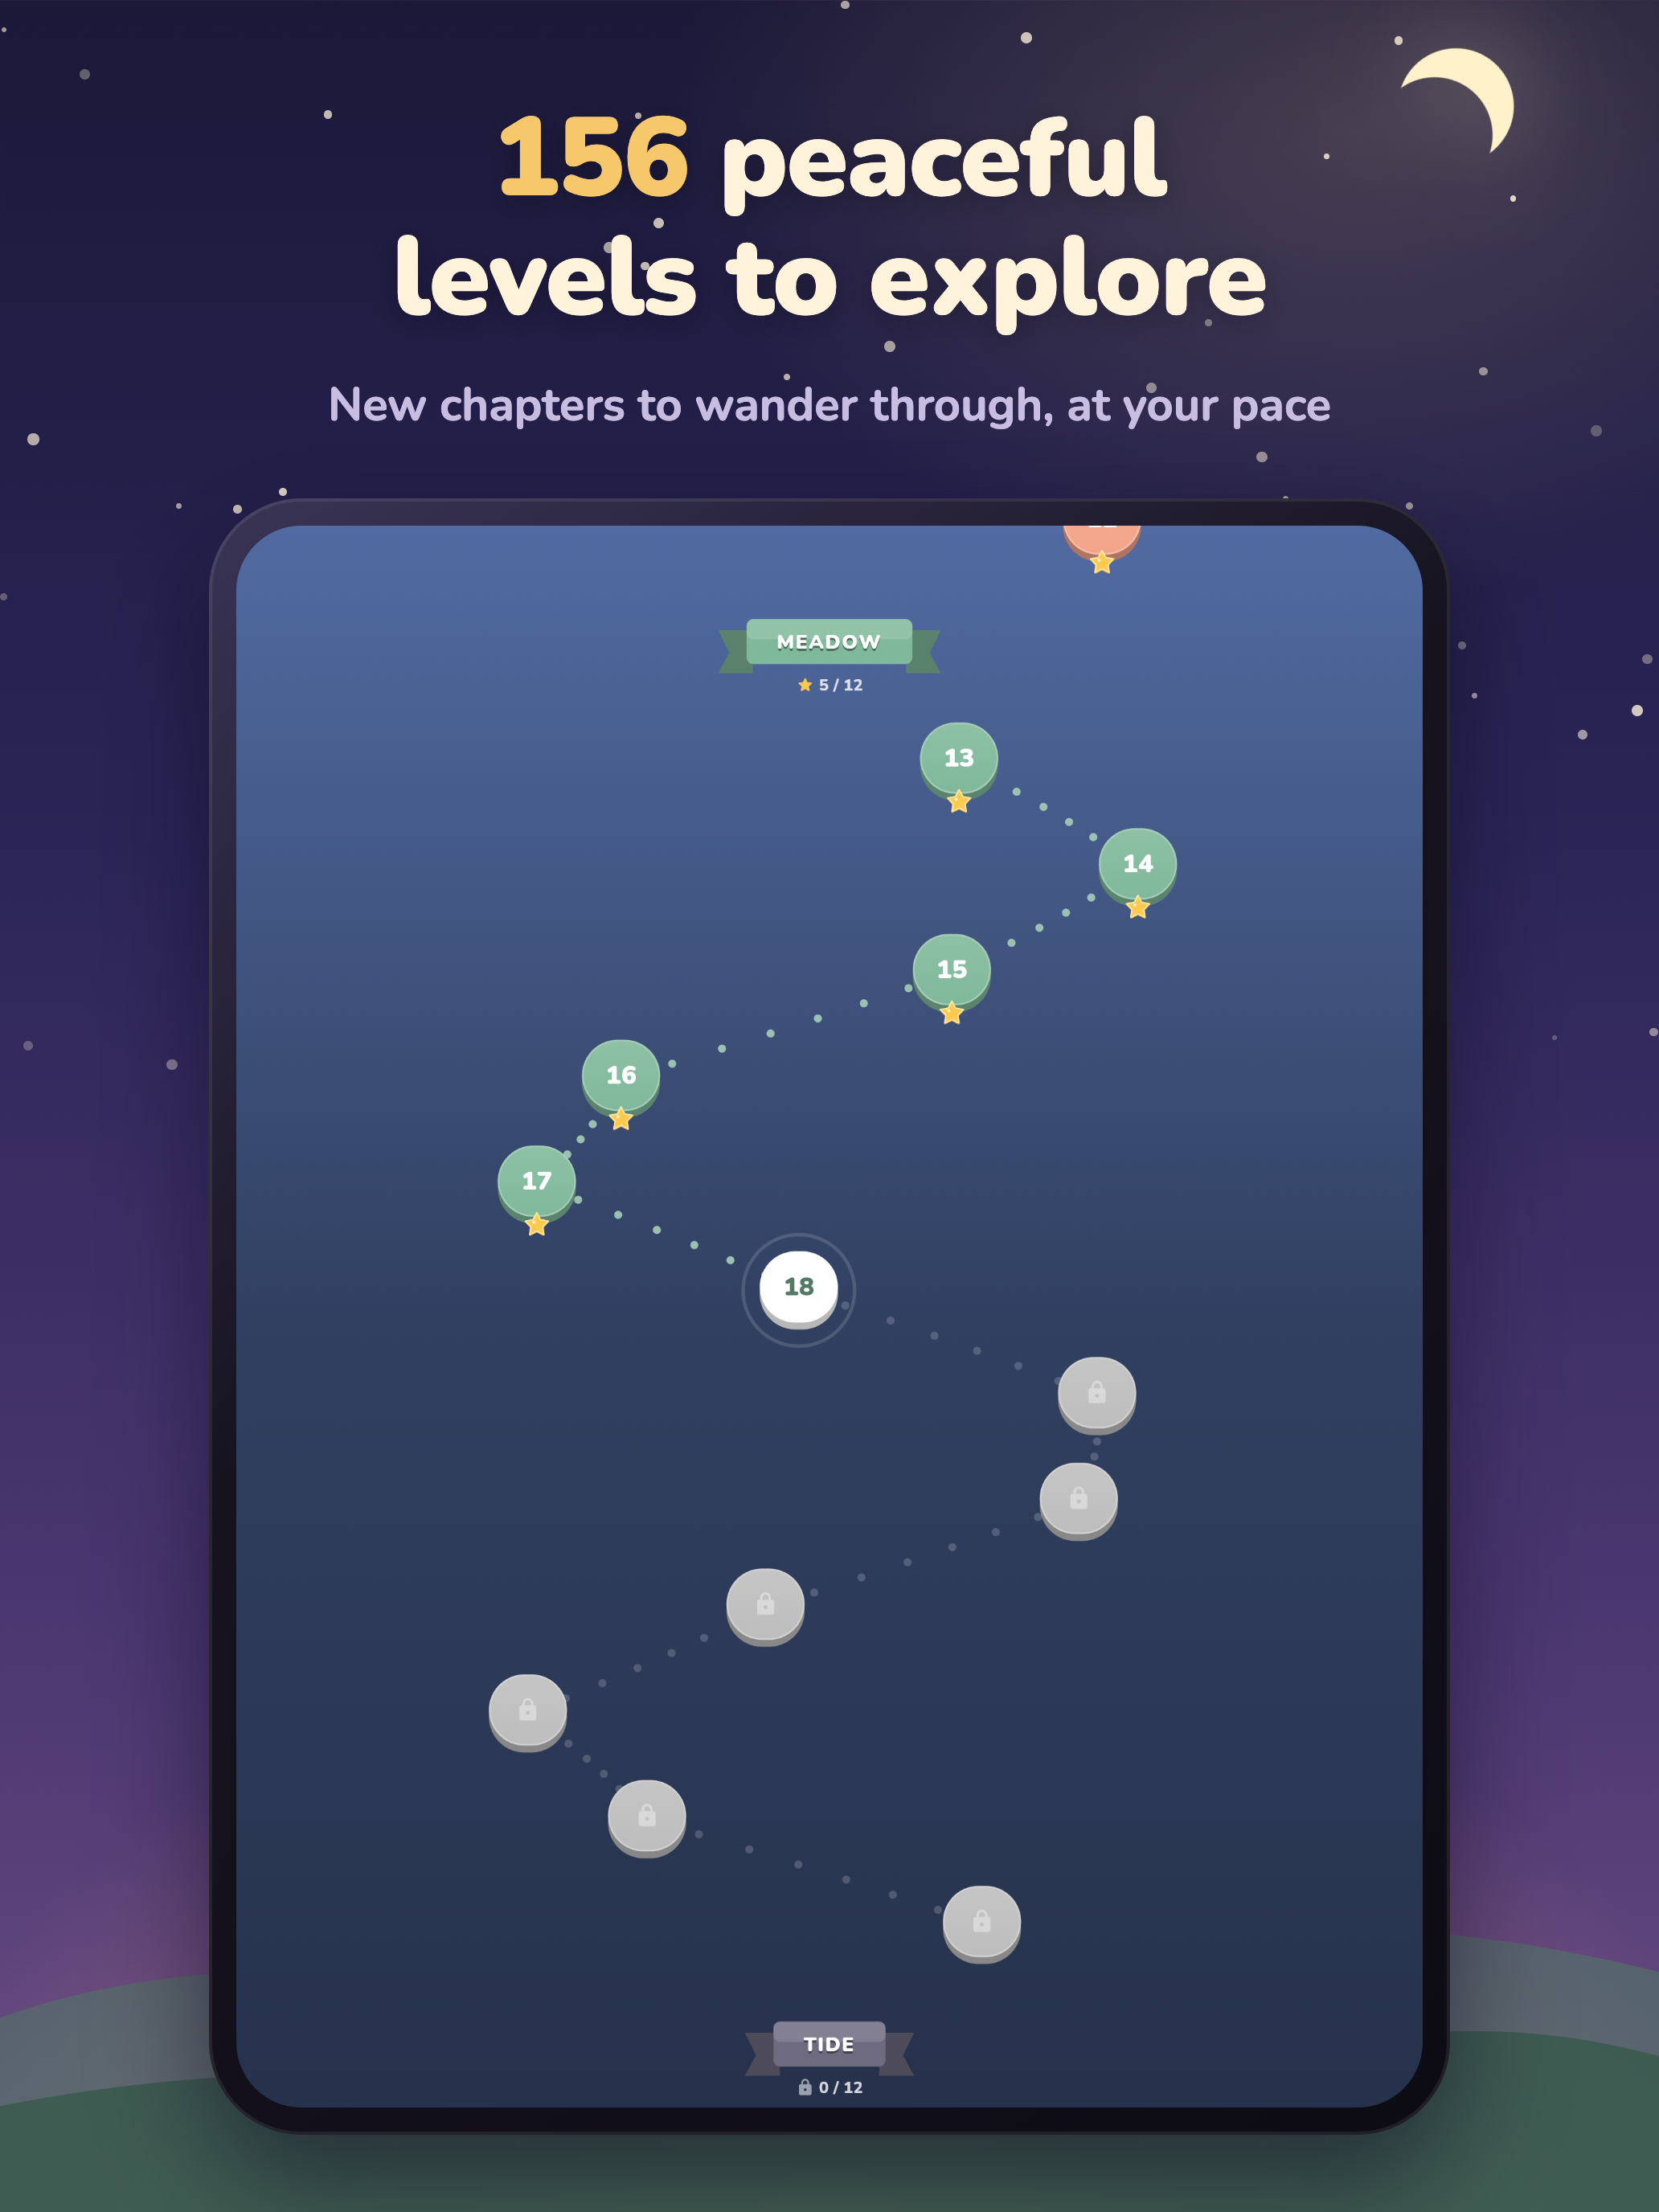 156 peaceful
levels to explore
New chapters to wander through, at your pace
MEADOW
5 / 12
13
14
15
16
17
18
TIDE
0 / 12